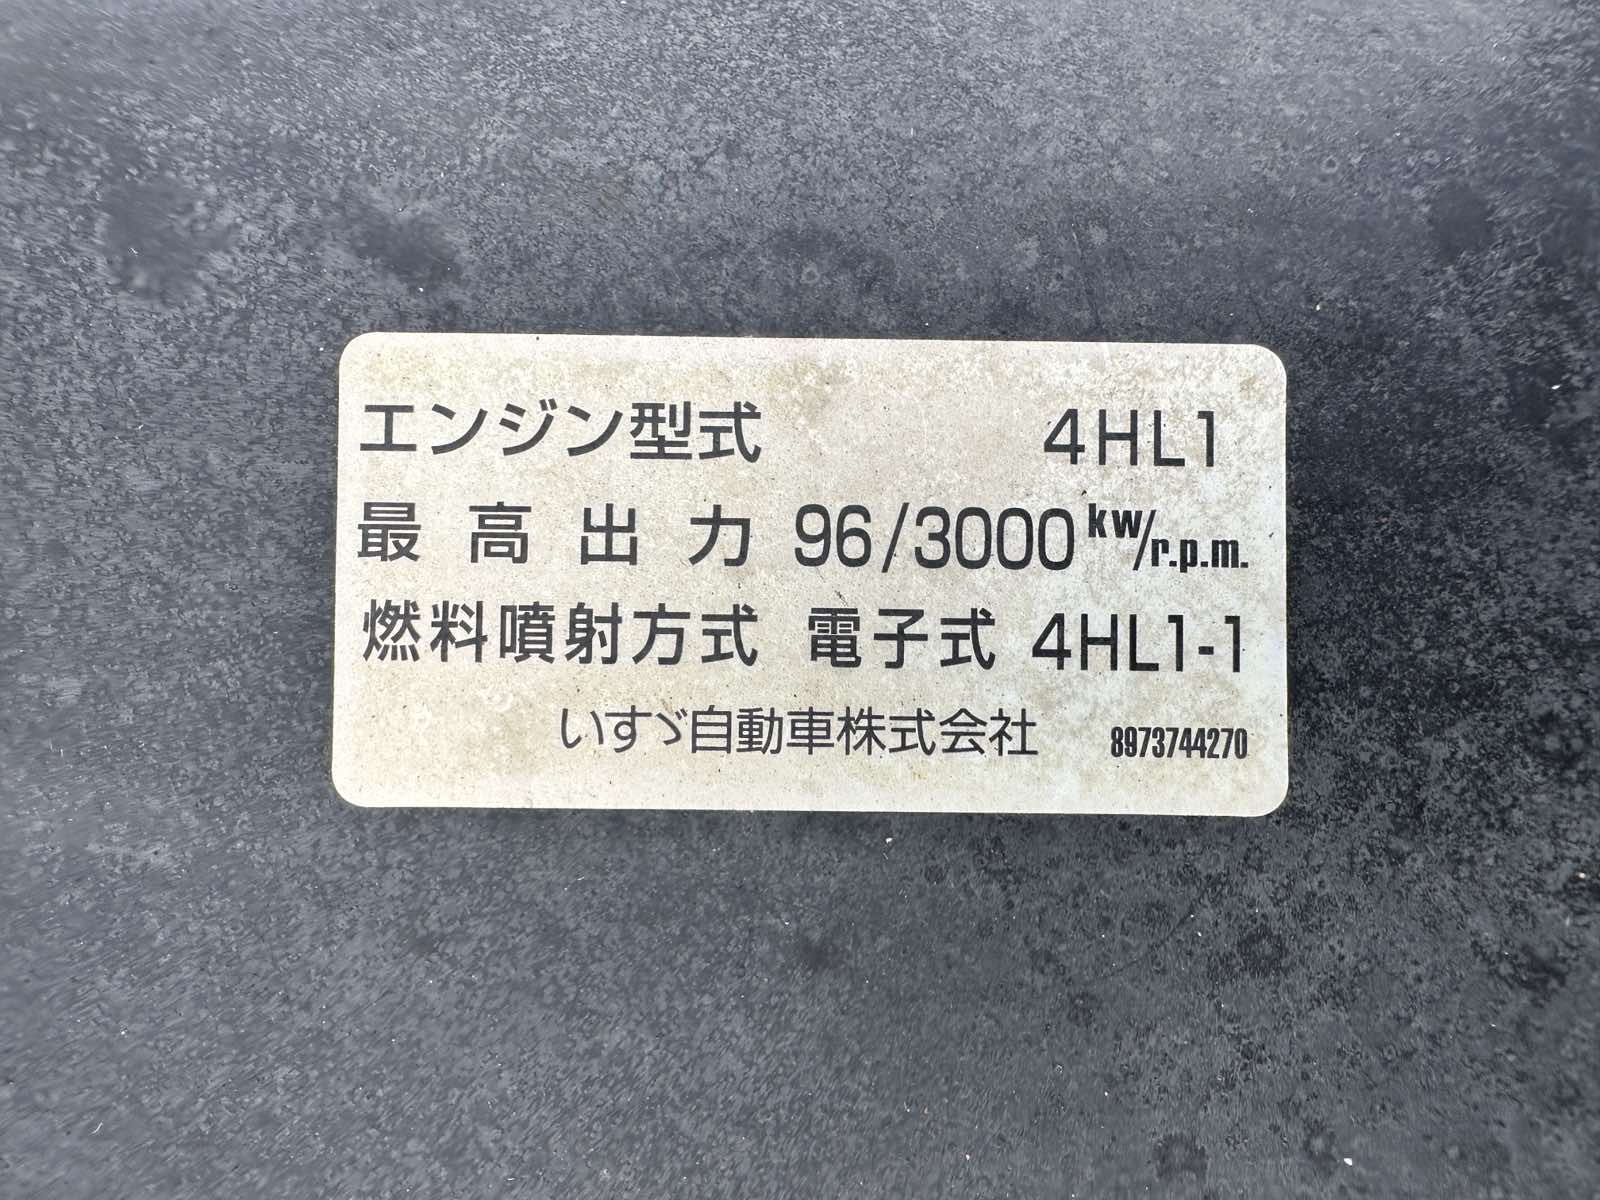 エンジン型式 4HL1
最高出力 96/3000 kw/r.p.m.
燃料噴射方式 電子式 4HL1-1
いすゞ自動車株式会社 8973744270